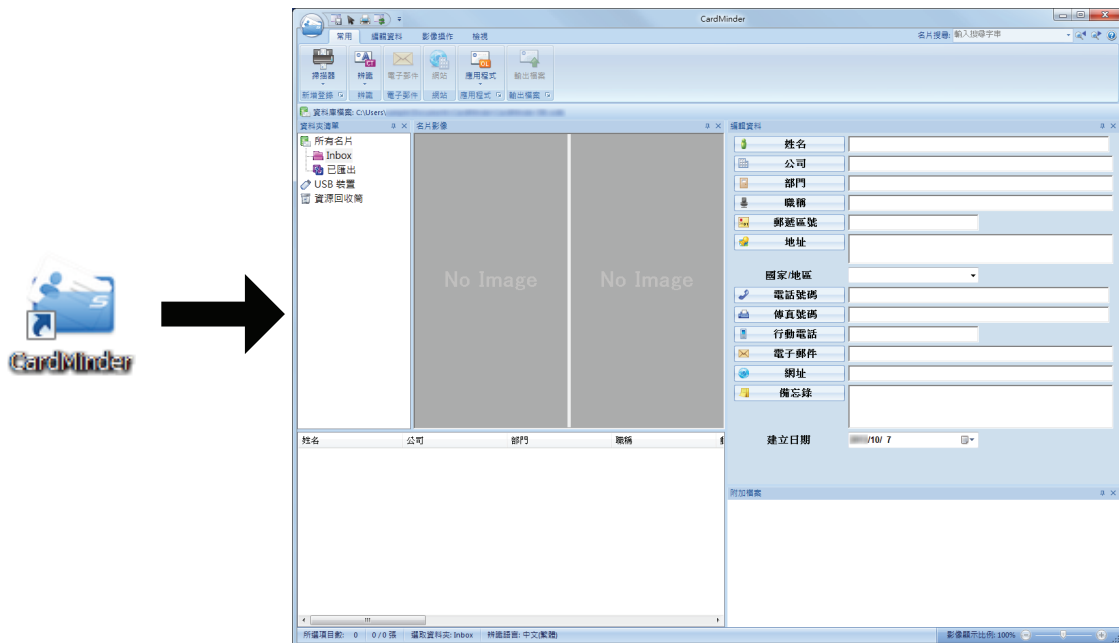 CardMinder
CardMinder
常用 編輯資料 影像操作 檢視
名片搜尋: 輸入搜尋字串
掃描器 辨識 電子郵件 網站 應用程式 輸出檔案
新增登錄 辨識 電子郵件 網站 應用程式 輸出檔案
資料庫檔案: C:\Users\
資料夾清單
所有名片
Inbox
已匯出
USB 裝置
資源回收筒
名片影像
No Image No Image
編輯資料
姓名
公司
部門
職稱
郵遞區號
地址
國家/地區
電話號碼
傳真號碼
行動電話
電子郵件
網址
備忘錄
建立日期 /10/ 7
姓名 公司 部門 職稱
附加檔案
所選項目數: 0 0 / 0 張 選取資料夾: Inbox 辨識語言: 中文(繁體)
影像顯示比例: 100%